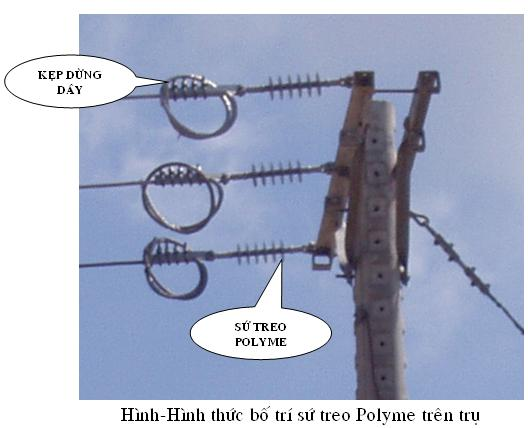 KẸP DỪNG
DÂY
SỨ TREO
POLYME
Hình-Hình thức bố trí sứ treo Polyme trên trụ